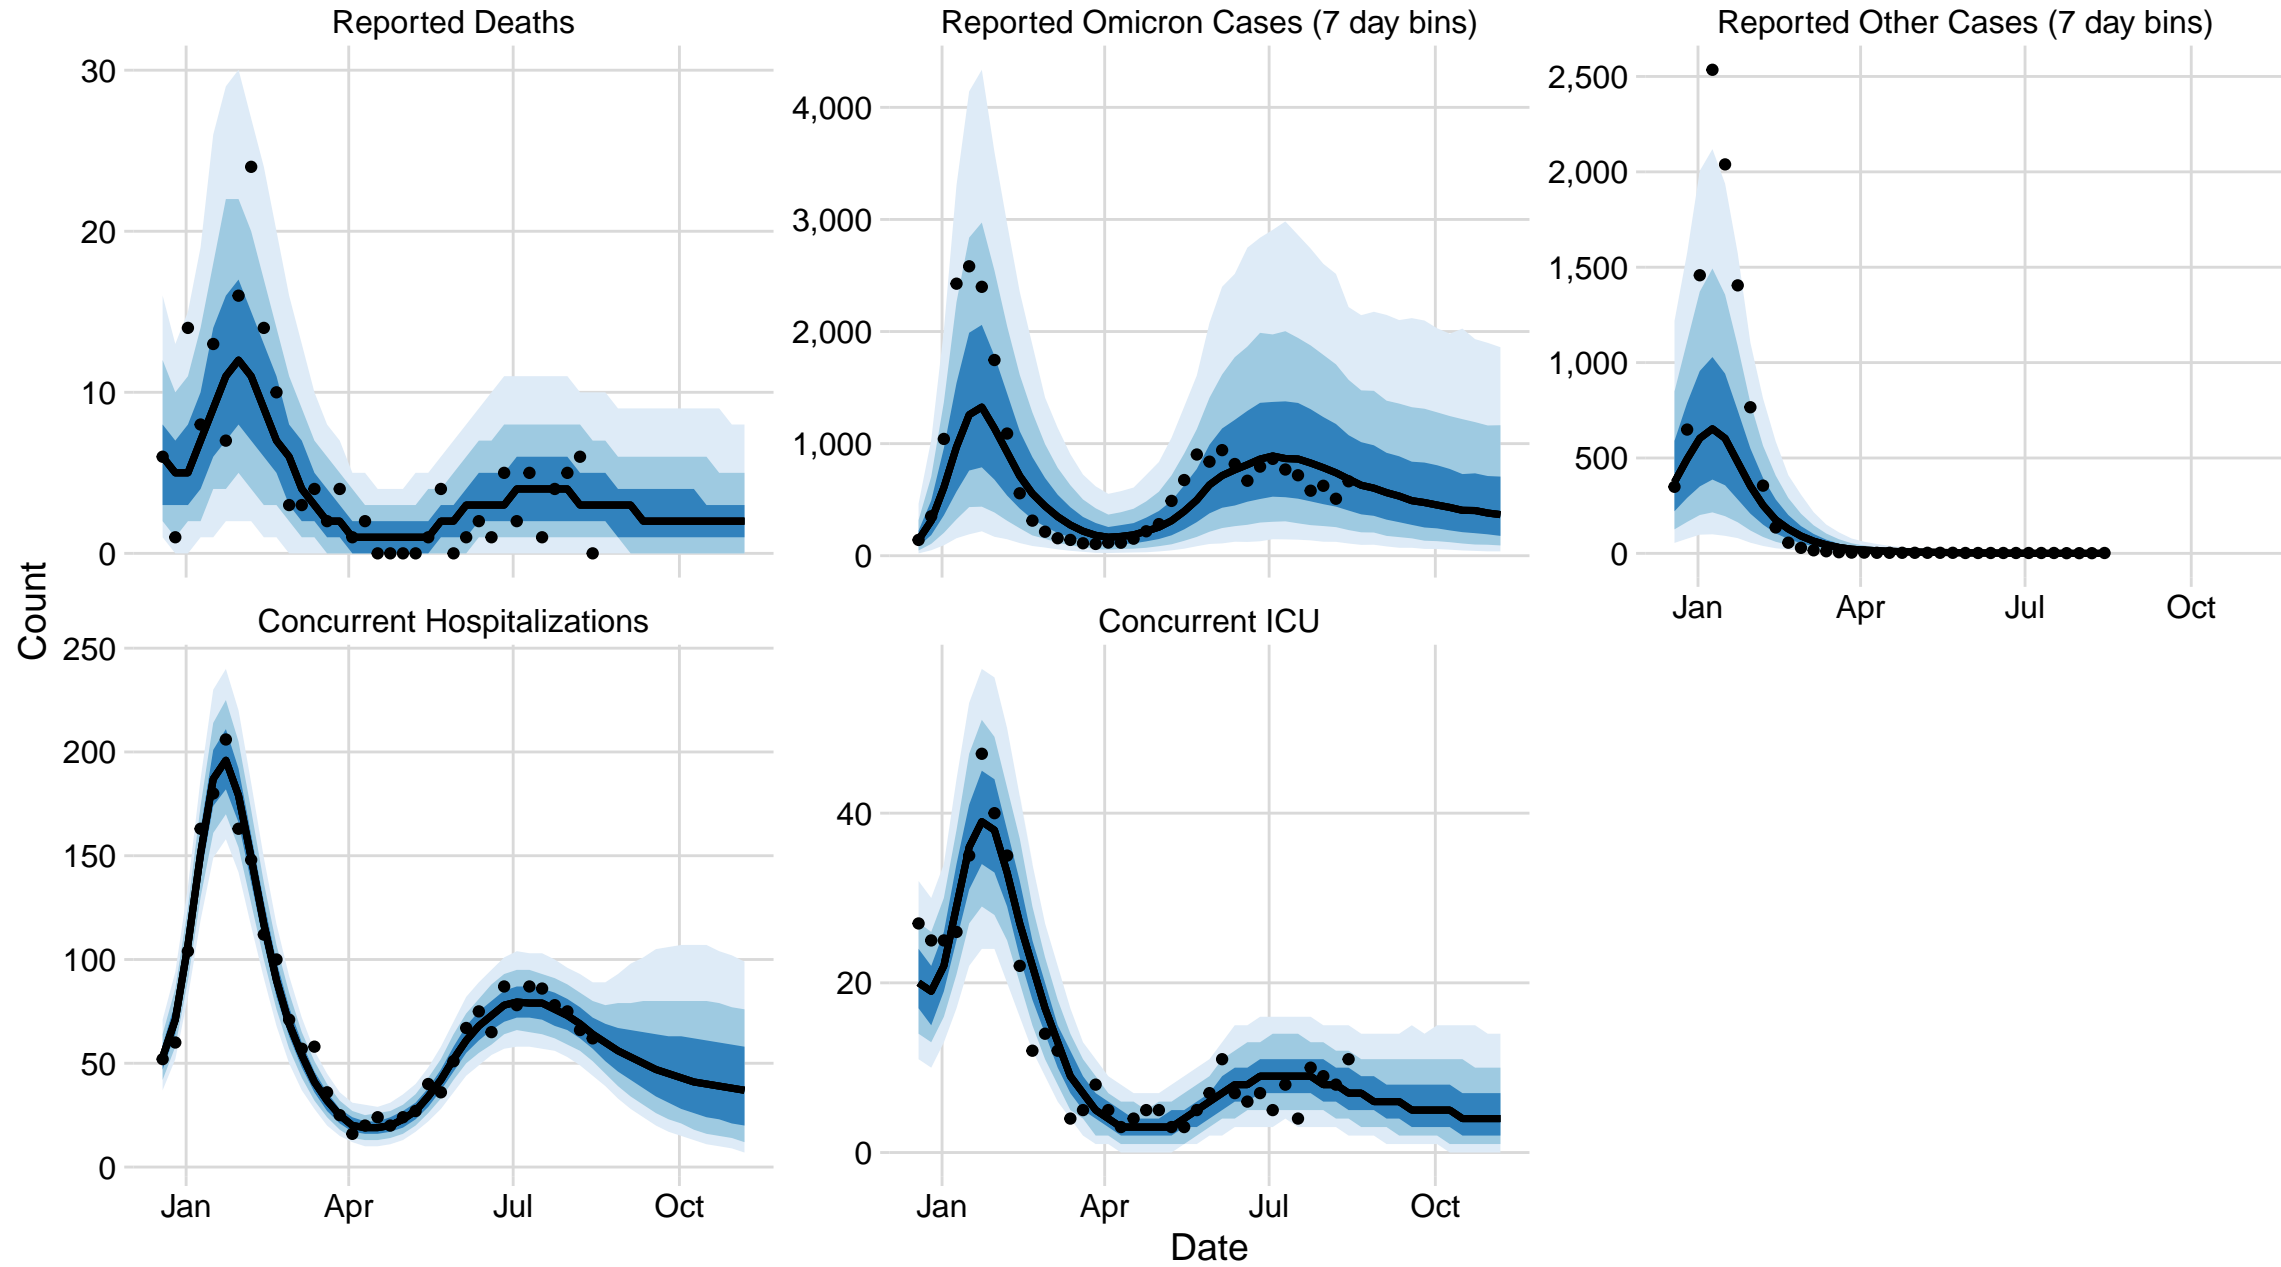 Reported Deaths
Reported Omicron Cases (7 day bins)
Reported Other Cases (7 day bins)
30
20
10
0
4,000
3,000
2,000
1,000
0
2,500
2,000
1,500
1,000
500
0
Jan Apr Jul Oct
Count
Concurrent Hospitalizations
Concurrent ICU
250
200
150
100
50
0
40
20
0
Jan Apr Jul Oct
Jan Apr Jul Oct
Date